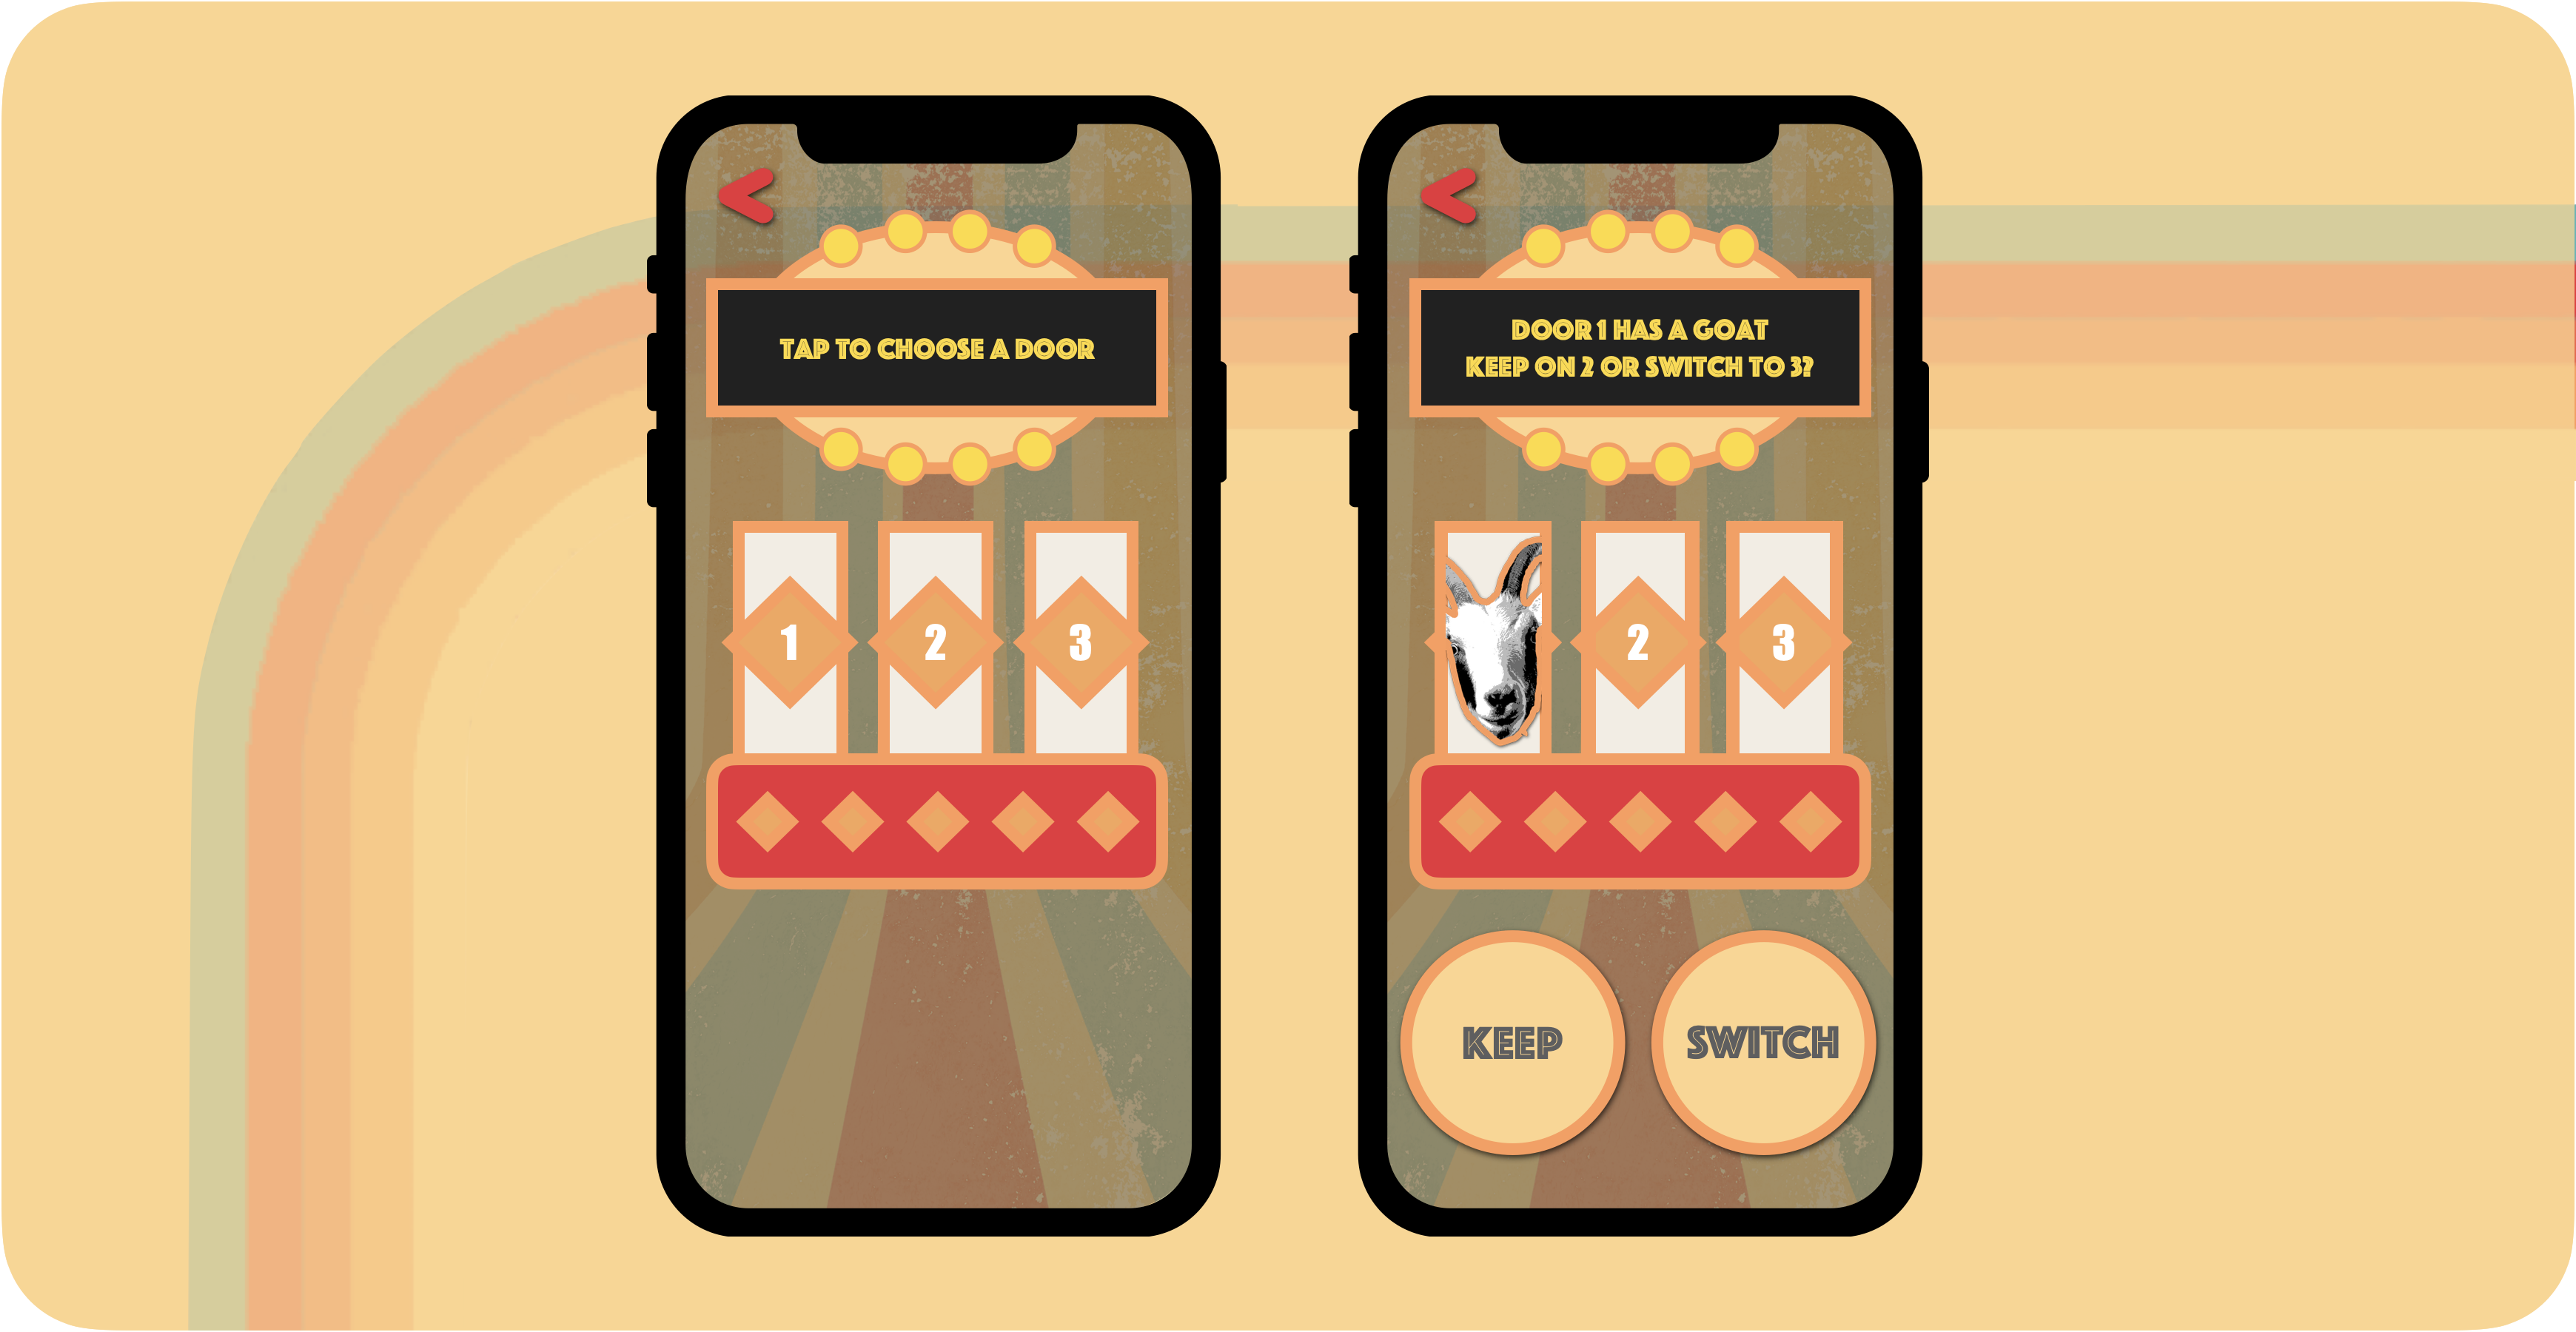 TAP TO CHOOSE A DOOR
1 2 3
DOOR 1 HAS A GOAT
KEEP ON 2 OR SWITCH TO 3?
2 3
KEEP SWITCH